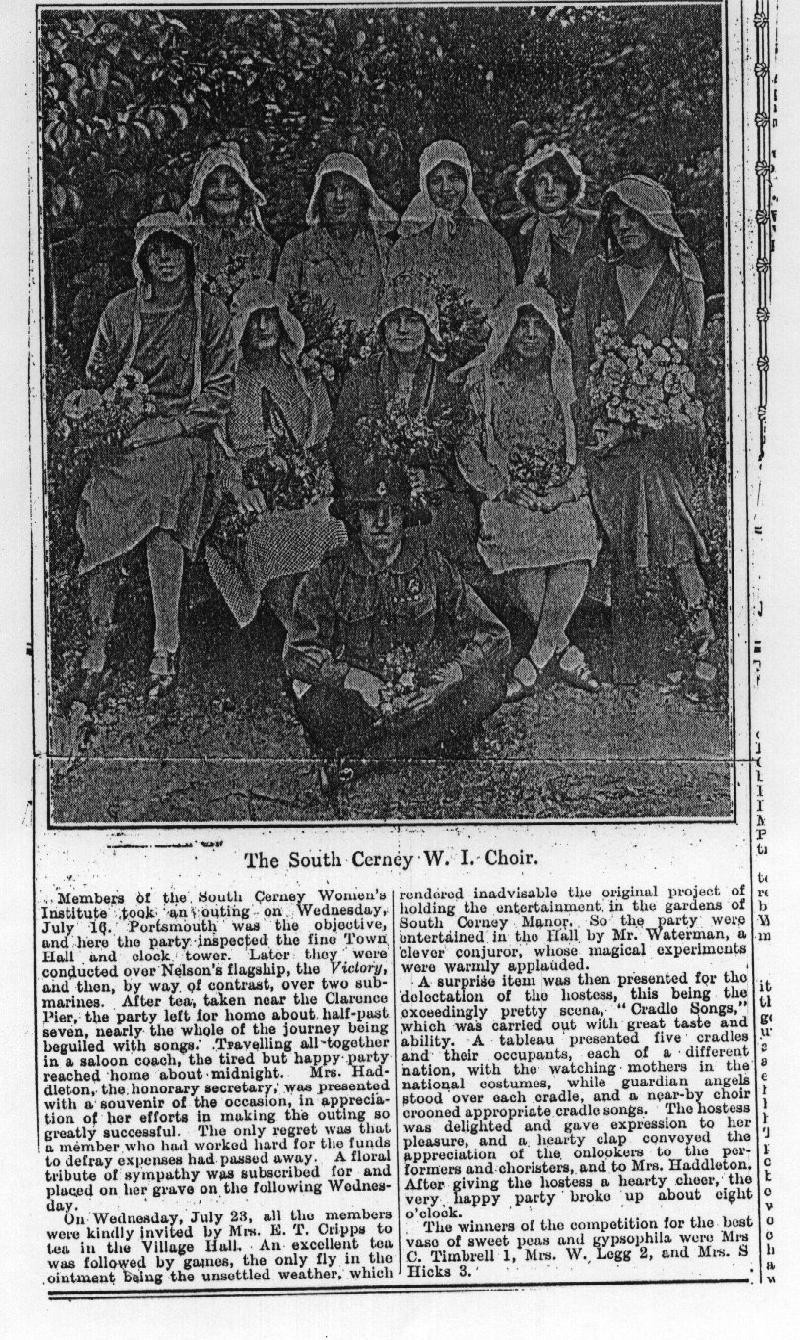 The South Cerney W. I. Choir.
Members of the South Cerney Women's
Institute took an outing on Wednesday,
July 16. Portsmouth was the objective,
and here the party inspected the fine Town
Hall and clock tower. Later they were
conducted over Nelson's flagship, the Victory,
and then, by way of contrast, over two sub-
marines. After tea, taken near the Clarence
Pier, the party left for home about half-past
seven, nearly the whole of the journey being
beguiled with songs. Travelling all together
in a saloon coach, the tired but happy party
reached home about midnight. Mrs. Had-
dleton, the honorary secretary, was presented
with a souvenir of the occasion, in apprecia-
tion of her efforts in making the outing so
greatly successful. The only regret was that
a member who had worked hard for the funds
to defray expenses had passed away. A floral
tribute of sympathy was subscribed for and
placed on her grave on the following Wednes-
day.
On Wednesday, July 23, all the members
were kindly invited by Mrs. E. T. Cripps to
tea in the Village Hall. An excellent tea
was followed by games, the only fly in the
ointment being the unsettled weather, which
rendered inadvisable the original project of
holding the entertainment in the gardens of
South Cerney Manor. So the party were
entertained in the Hall by Mr. Waterman, a
clever conjuror, whose magical experiments
were warmly applauded.
A surprise item was then presented for the
delectation of the hostess, this being the
exceedingly pretty scena, "Cradle Songs,"
which was carried out with great taste and
ability. A tableau presented five cradles
and their occupants, each of a different
nation, with the watching mothers in the
national costumes, while guardian angels
stood over each cradle, and a near-by choir
crooned appropriate cradle songs. The hostess
was delighted and gave expression to her
pleasure, and a hearty clap conveyed the
appreciation of the onlookers to the per-
formers and choristers, and to Mrs. Haddleton.
After giving the hostess a hearty cheer, the
very happy party broke up about eight
o'clock.
The winners of the competition for the best
vase of sweet peas and gypsophila were Mrs
C. Timbrell 1, Mrs. W. Legg 2, and Mrs. S
Hicks 3.